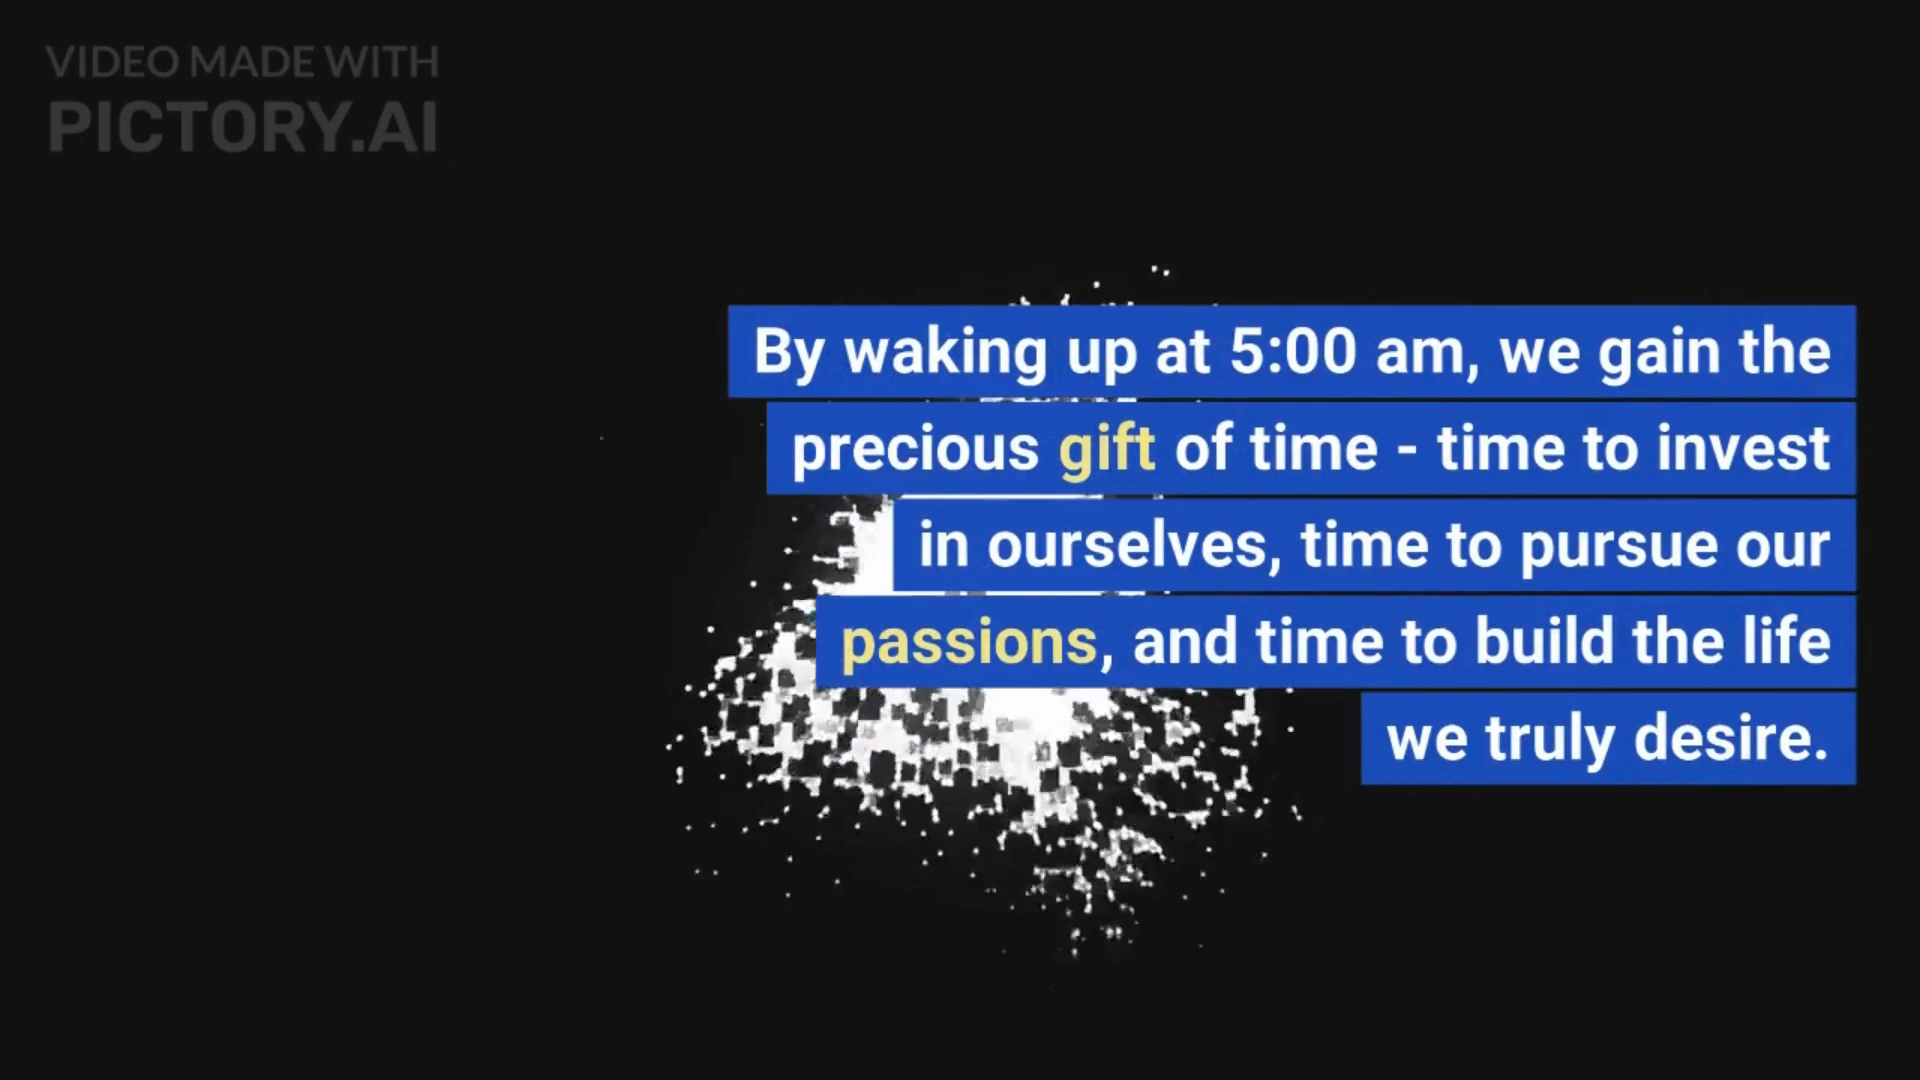 VIDEO MADE WITH
PICTORY.AI
By waking up at 5:00 am, we gain the
precious gift of time - time to invest
in ourselves, time to pursue our
passions, and time to build the life
we truly desire.